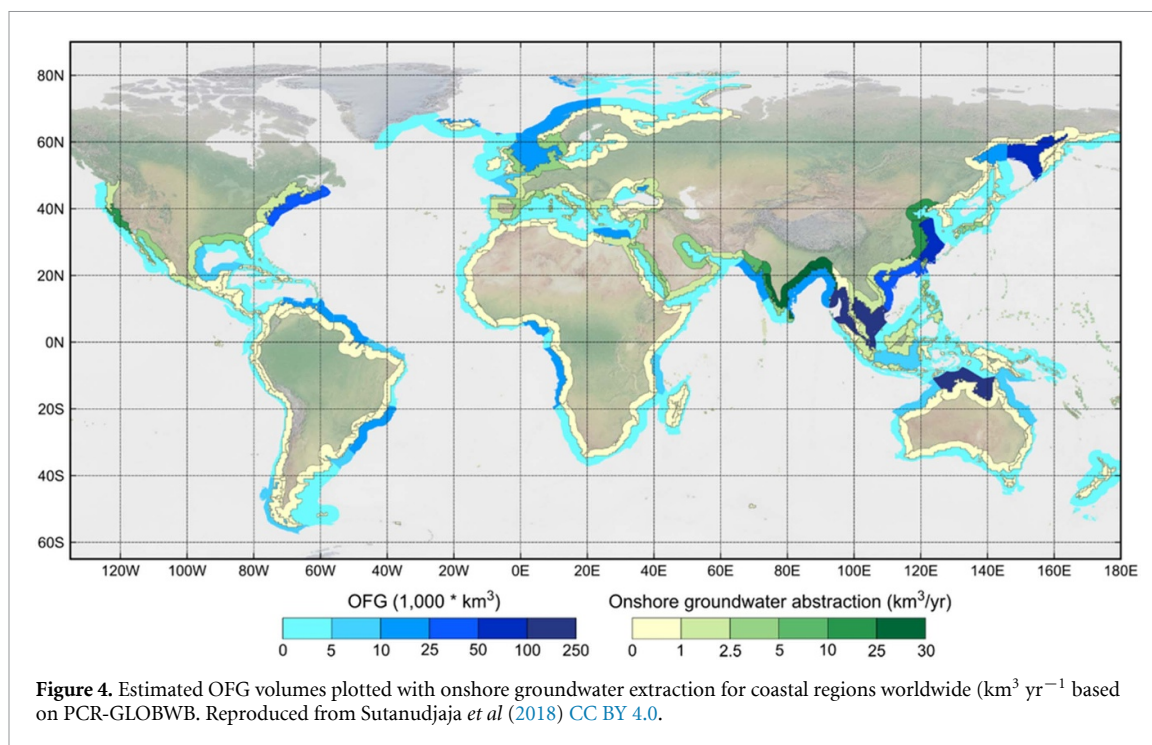 80N
60N
40N
20N
0N
20S
40S
60S
120W 100W 80W 60W 40W 20W 0E 20E 40E 60E 80E 100E 120E 140E 160E 180E
OFG (1,000 * km³) Onshore groundwater abstraction (km³/yr)
0 5 10 25 50 100 250 0 1 2.5 5 10 25 30
Figure 4. Estimated OFG volumes plotted with onshore groundwater extraction for coastal regions worldwide (km³ yr⁻¹ based
on PCR-GLOBWB. Reproduced from Sutanudjaja et al (2018) CC BY 4.0.